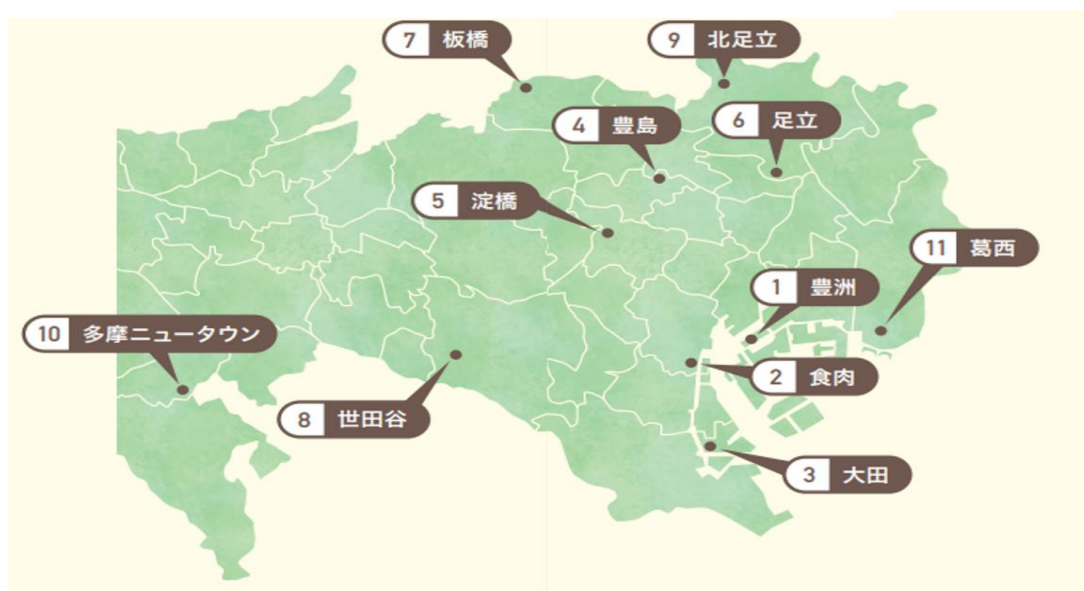 7 板橋
9 北足立
4 豊島
6 足立
5 淀橋
11 葛西
1 豊洲
10 多摩ニュータウン
2 食肉
8 世田谷
3 大田